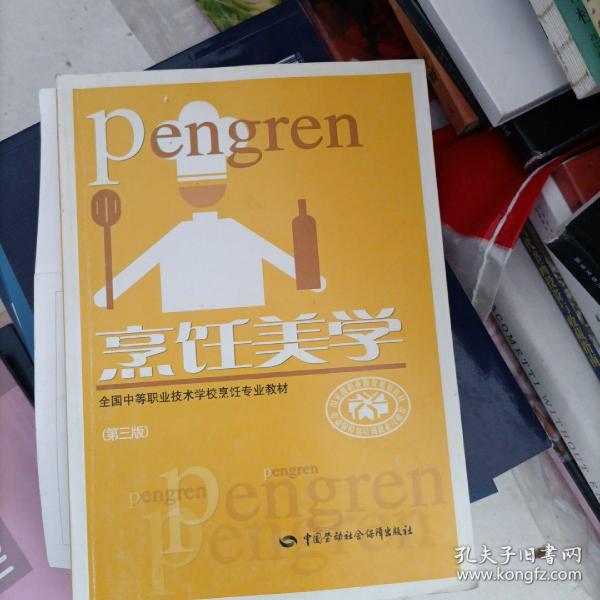 pengren
烹饪美学
全国中等职业技术学校烹饪专业教材
(第三版)
pengren
pengren
pengren
pengren
中国劳动社会保障出版社
孔夫子旧书网
www.kongfz.com